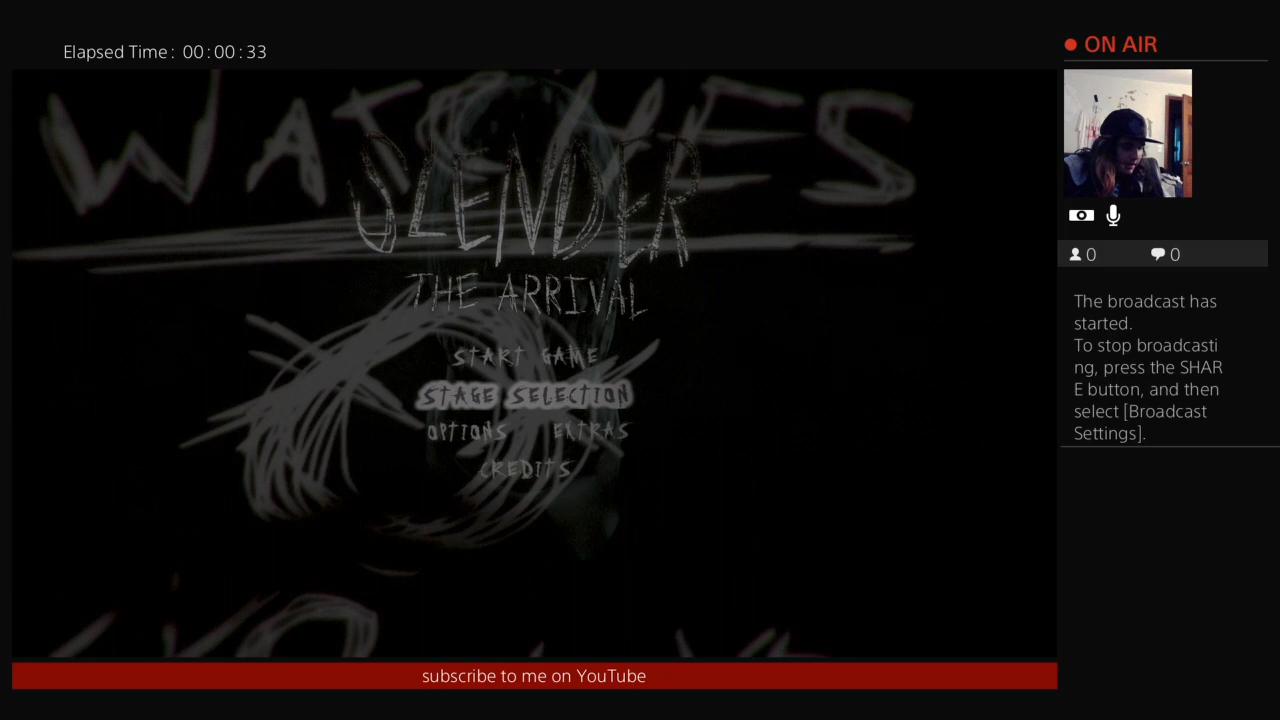 Elapsed Time: 00:00:33
ON AIR
WATCHES
SLENDER
THE ARRIVAL
START GAME
STAGE SELECTION
OPTIONS EXTRAS
CREDITS
0 0
The broadcast has
started.
To stop broadcasti
ng, press the SHAR
E button, and then
select [Broadcast
Settings].
subscribe to me on YouTube